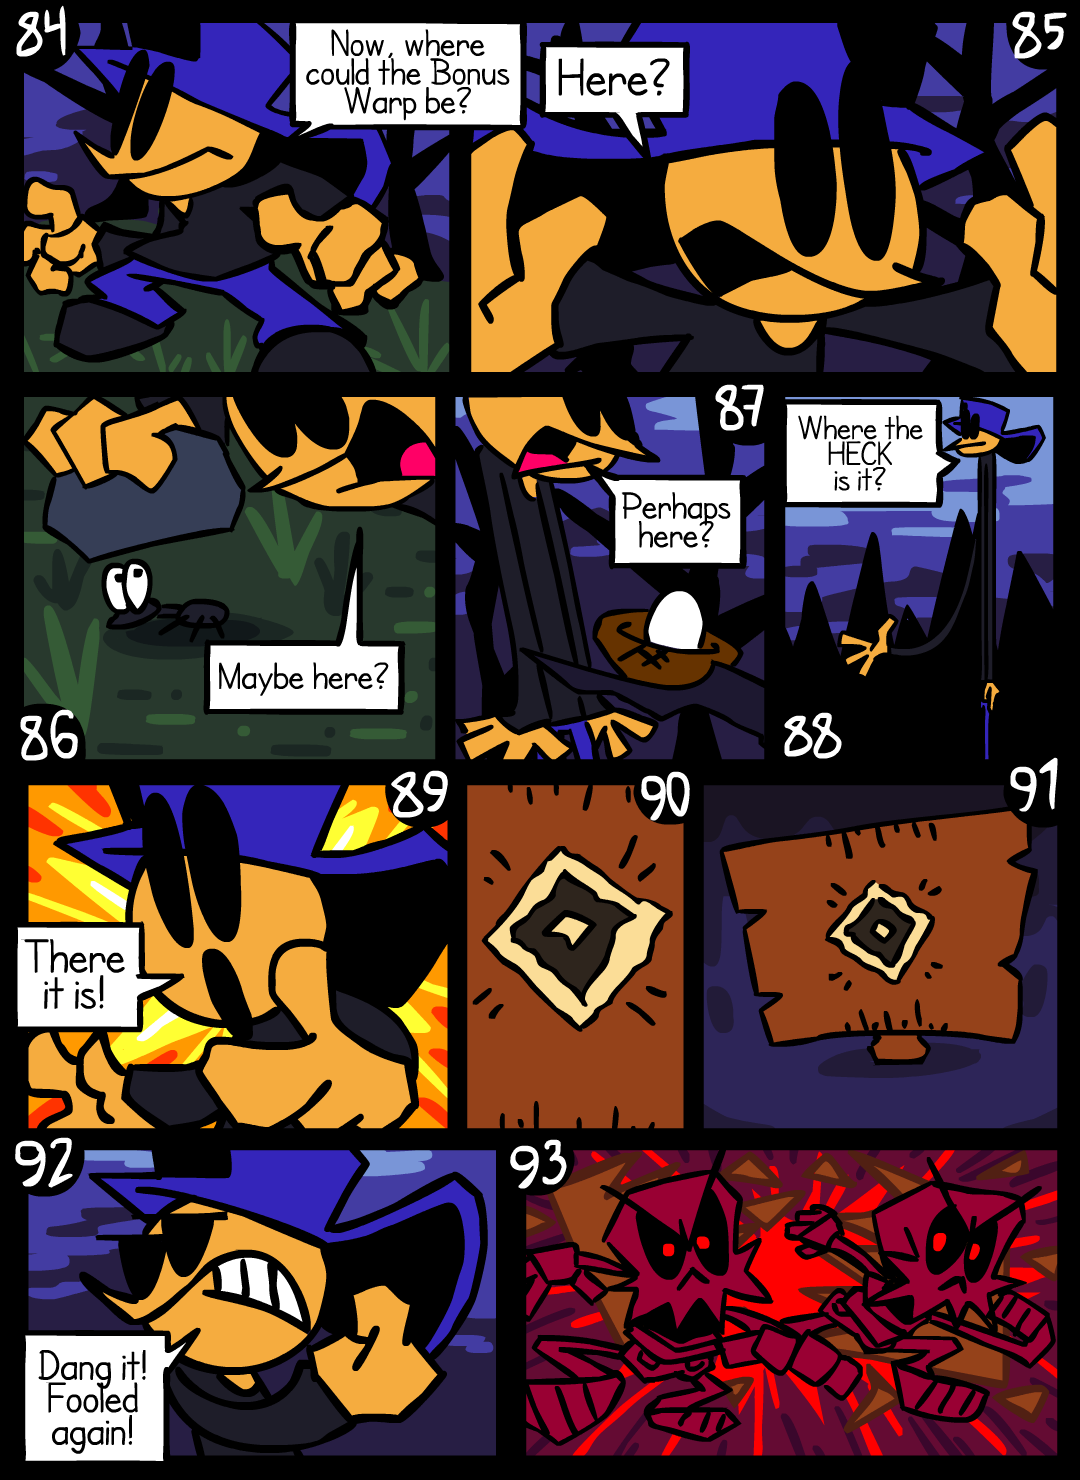 84
Now, where
could the Bonus
Warp be?
85
Here?
86
Maybe here?
87
Perhaps
here?
88
Where the
HECK
is it?
89
There
it is!
90
91
92
Dang it!
Fooled
again!
93